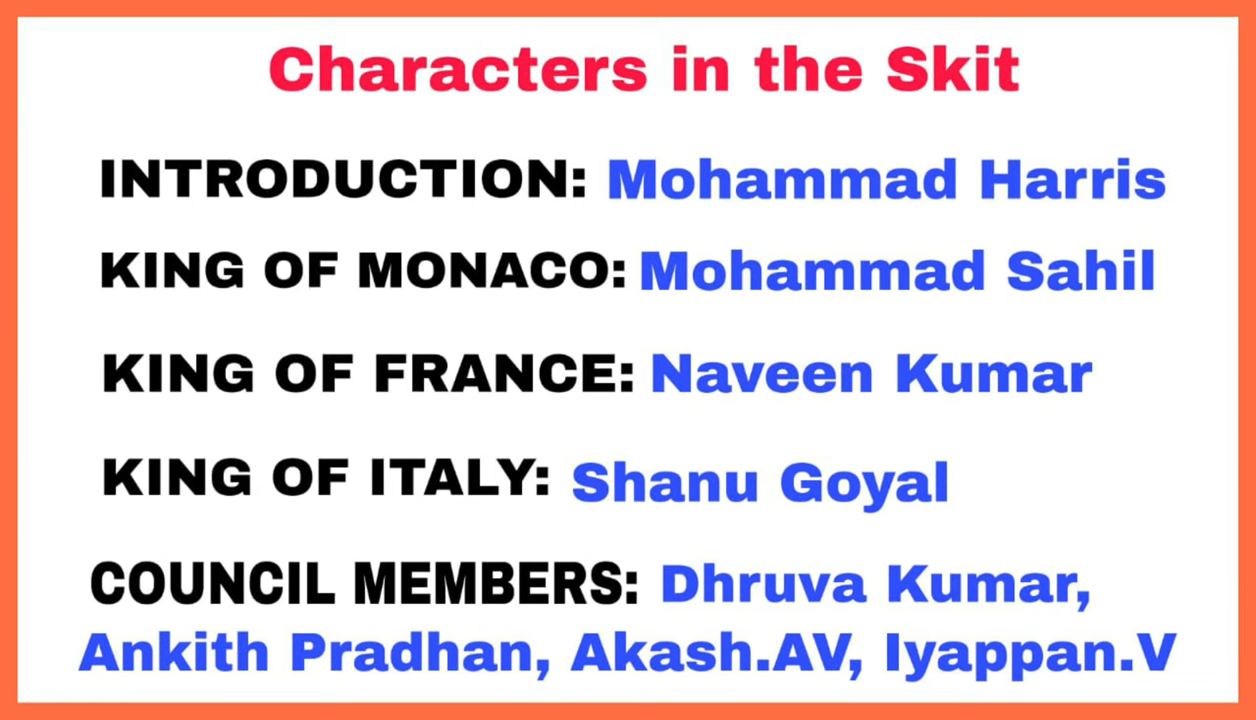 Characters in the Skit
INTRODUCTION: Mohammad Harris
KING OF MONACO: Mohammad Sahil
KING OF FRANCE: Naveen Kumar
KING OF ITALY: Shanu Goyal
COUNCIL MEMBERS: Dhruva Kumar,
Ankith Pradhan, Akash.AV, Iyappan.V